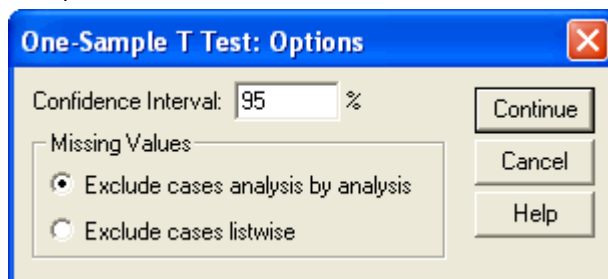 One-Sample T Test: Options
Confidence Interval: 95 %
Continue
Missing Values
Cancel
Exclude cases analysis by analysis
Help
Exclude cases listwise